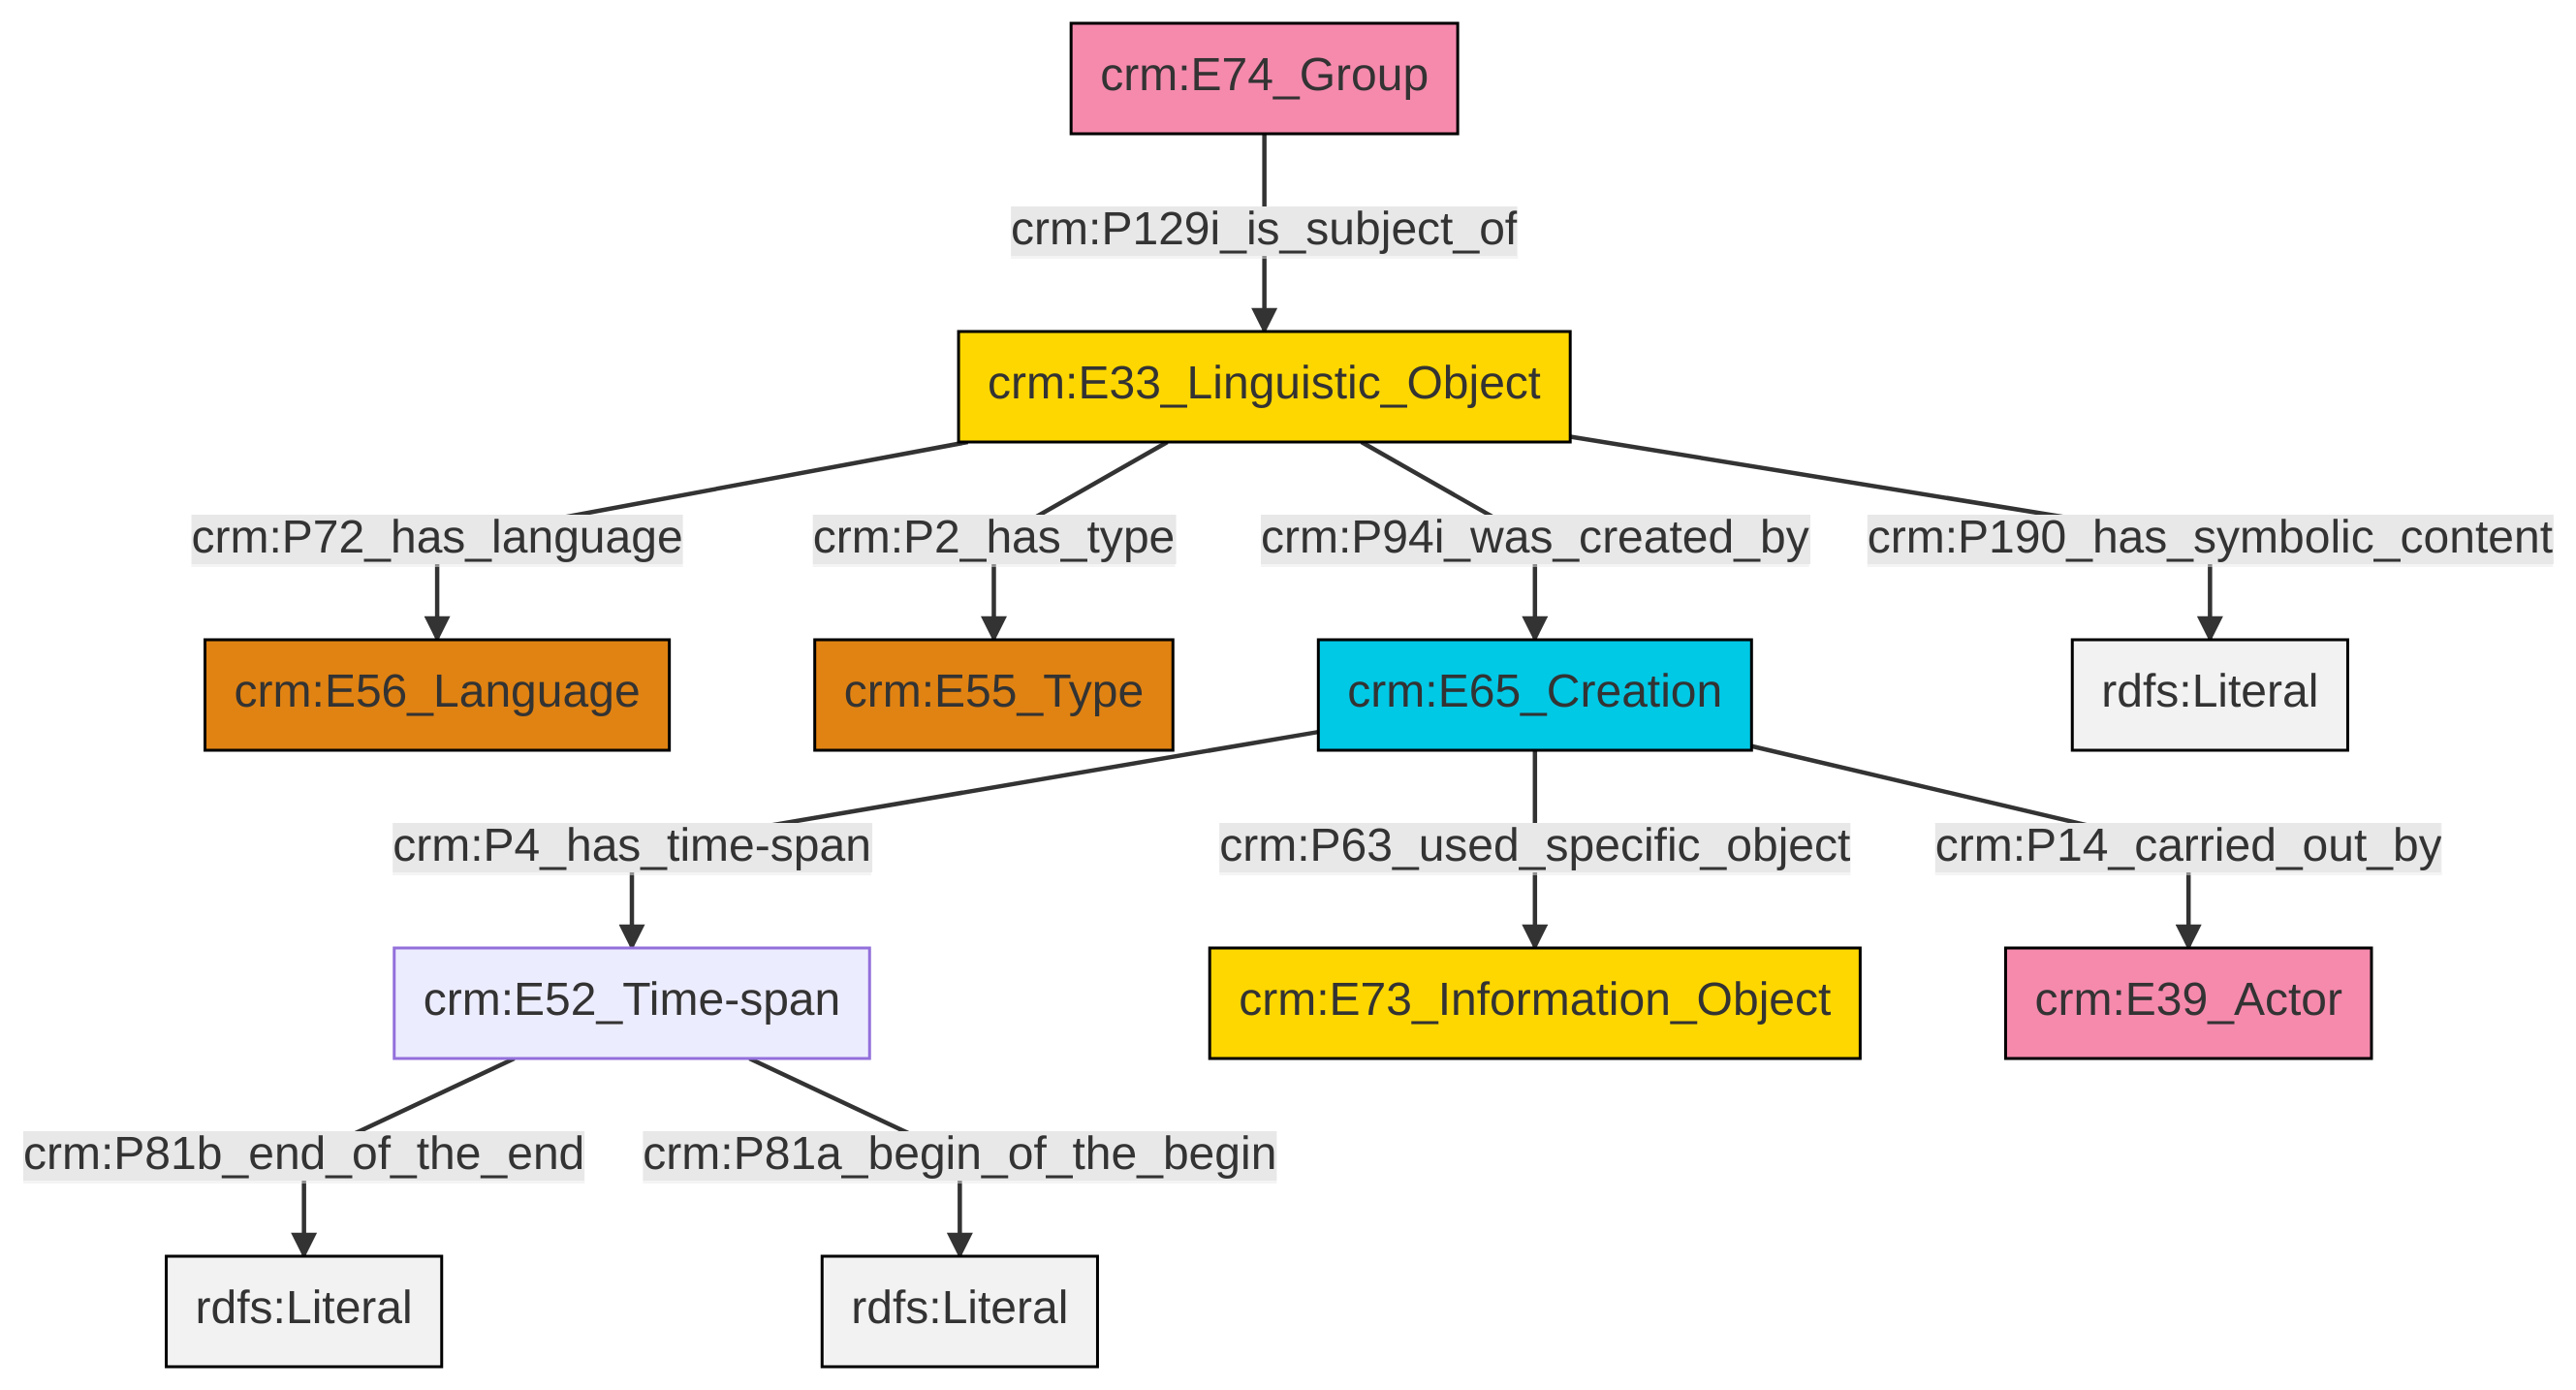 crm:E74_Group
crm:P129i_is_subject_of
crm:E33_Linguistic_Object
crm:P72_has_language
crm:P2_has_type
crm:P94i_was_created_by
crm:P190_has_symbolic_content
crm:E56_Language
crm:E55_Type
crm:E65_Creation
rdfs:Literal
crm:P4_has_time-span
crm:P63_used_specific_object
crm:P14_carried_out_by
crm:E52_Time-span
crm:E73_Information_Object
crm:E39_Actor
crm:P81b_end_of_the_end
crm:P81a_begin_of_the_begin
rdfs:Literal
rdfs:Literal